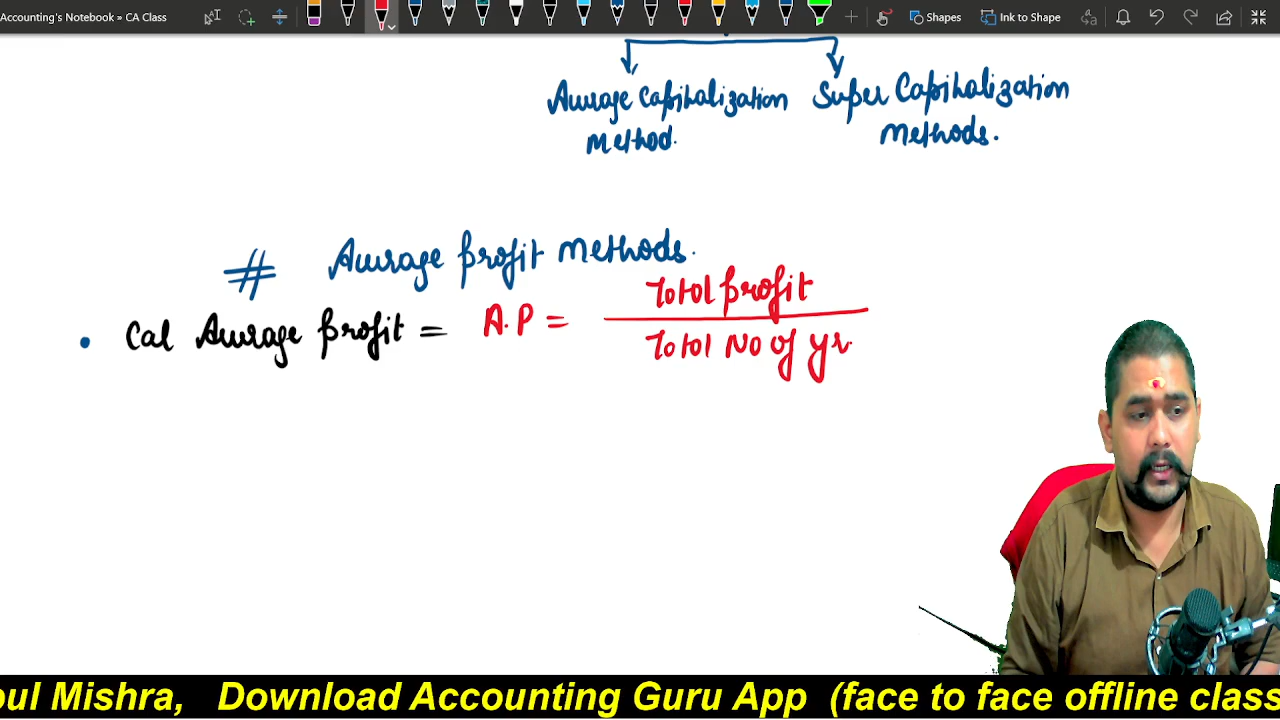 Accounting's Notebook » CA Class
Shapes
Ink to Shape
Average Capitalization Method.
Super Capitalization Methods.
# Average profit Methods.
• Cal Average profit = A.P = Total profit
Total No of yr.
oul Mishra, Download Accounting Guru App (face to face offline class